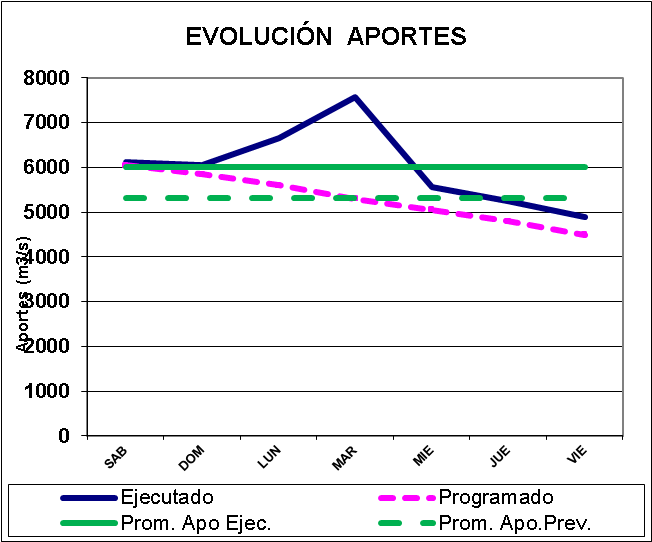 EVOLUCIÓN  APORTES
8000
7000
6000
5000
4000
3000
2000
1000
0
Aportes (m3/s)
SAB DOM LUN MAR MIE JUE VIE
Ejecutado Programado
Prom. Apo Ejec. Prom. Apo.Prev.